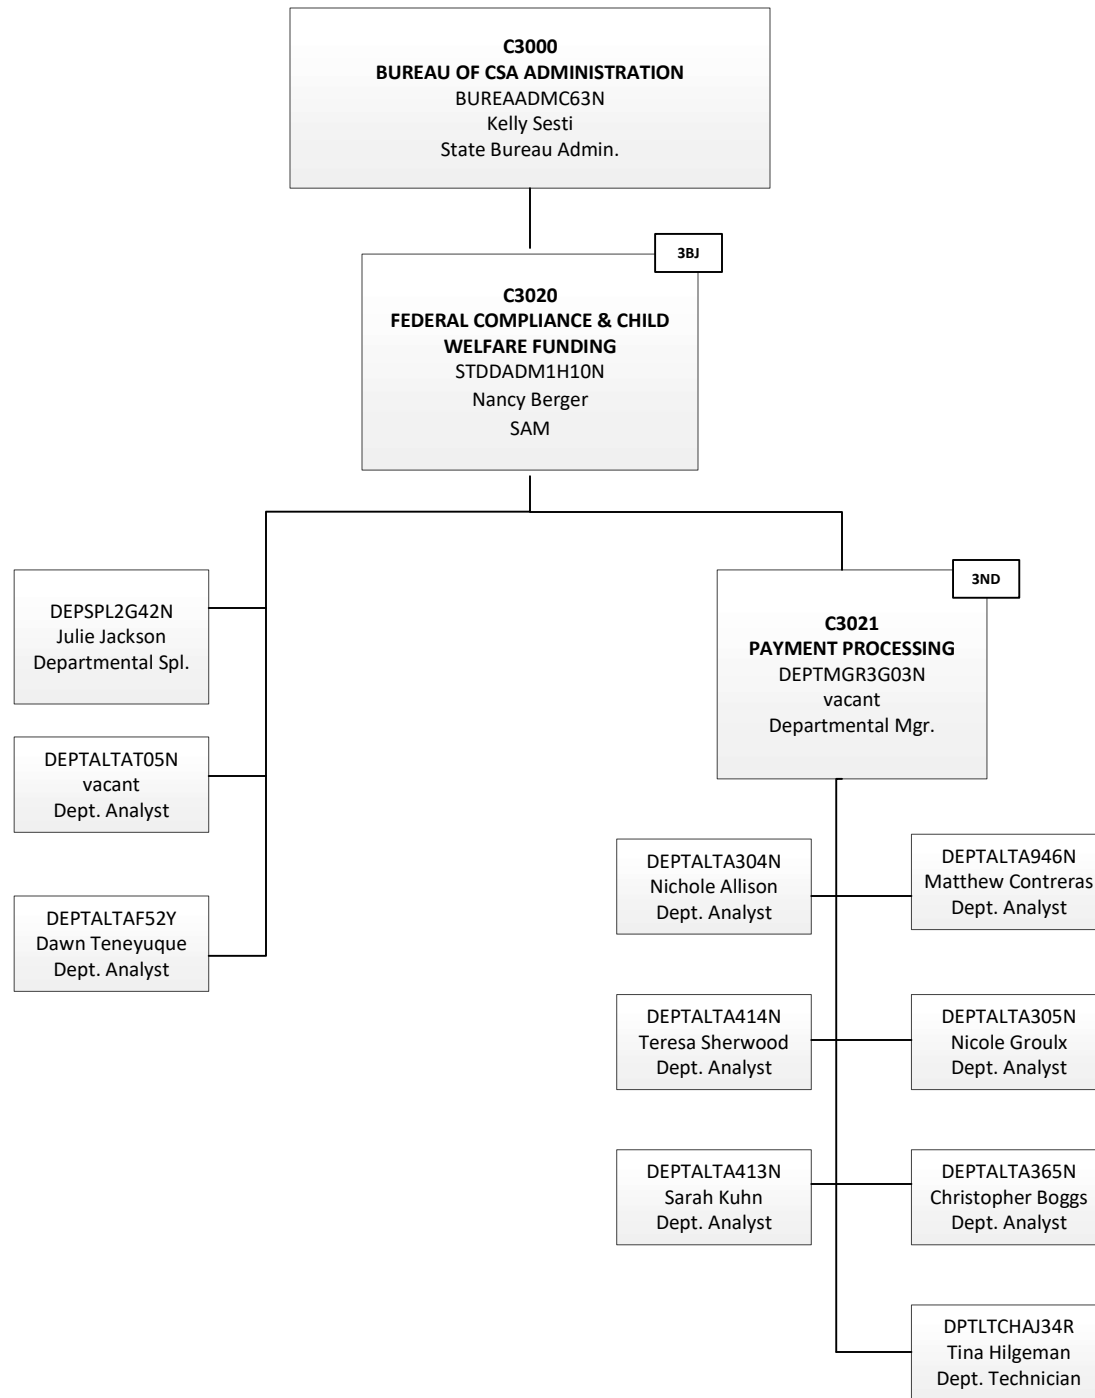 C3000
BUREAU OF CSA ADMINISTRATION
BUREAADMC63N
Kelly Sesti
State Bureau Admin.
3BJ
C3020
FEDERAL COMPLIANCE & CHILD
WELFARE FUNDING
STDDADM1H10N
Nancy Berger
SAM
DEPSPL2G42N
Julie Jackson
Departmental Spl.
DEPTALTAT05N
vacant
Dept. Analyst
DEPTALTAF52Y
Dawn Teneyuque
Dept. Analyst
3ND
C3021
PAYMENT PROCESSING
DEPTMGR3G03N
vacant
Departmental Mgr.
DEPTALTA304N
Nichole Allison
Dept. Analyst
DEPTALTA946N
Matthew Contreras
Dept. Analyst
DEPTALTA414N
Teresa Sherwood
Dept. Analyst
DEPTALTA305N
Nicole Groulx
Dept. Analyst
DEPTALTA413N
Sarah Kuhn
Dept. Analyst
DEPTALTA365N
Christopher Boggs
Dept. Analyst
DPTLTCHAJ34R
Tina Hilgeman
Dept. Technician